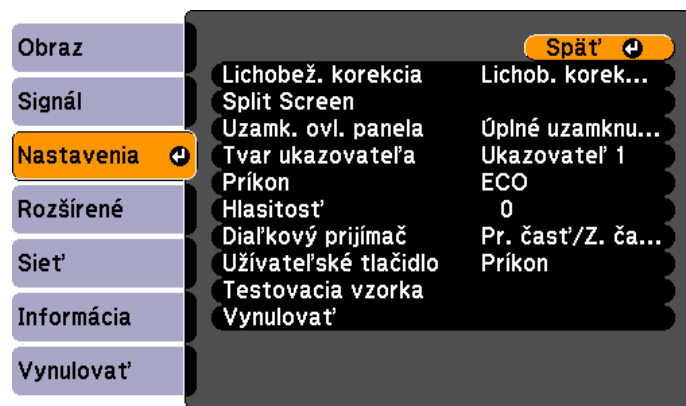 Obraz
Signál
Nastavenia
Rozšírené
Sieť
Informácia
Vynulovať
Späť
Lichobež. korekcia Lichob. korek...
Split Screen
Uzamk. ovl. panela Úplné uzamknu...
Tvar ukazovateľa Ukazovateľ 1
Príkon ECO
Hlasitosť 0
Diaľkový prijímač Pr. časť/Z. ča...
Užívateľské tlačidlo Príkon
Testovacia vzorka
Vynulovať